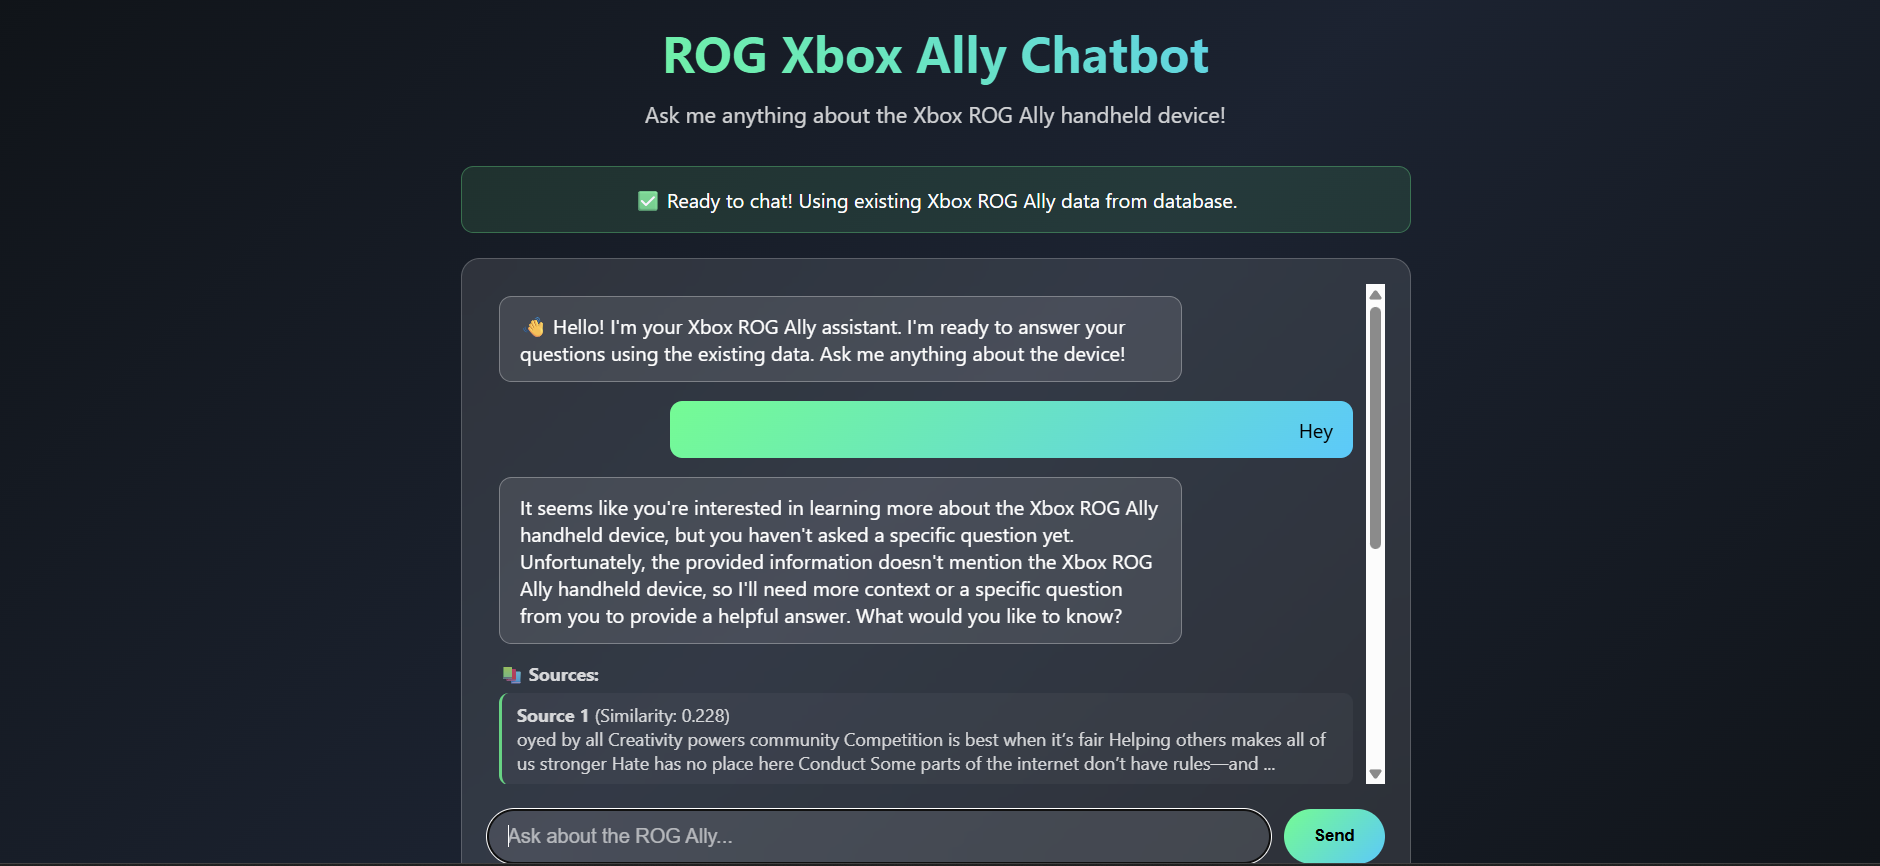 ROG Xbox Ally Chatbot
Ask me anything about the Xbox ROG Ally handheld device!
✅ Ready to chat! Using existing Xbox ROG Ally data from database.
👋 Hello! I'm your Xbox ROG Ally assistant. I'm ready to answer your
questions using the existing data. Ask me anything about the device!
Hey
It seems like you're interested in learning more about the Xbox ROG Ally
handheld device, but you haven't asked a specific question yet.
Unfortunately, the provided information doesn't mention the Xbox ROG
Ally handheld device, so I'll need more context or a specific question
from you to provide a helpful answer. What would you like to know?
📚 Sources:
Source 1 (Similarity: 0.228)
oyed by all Creativity powers community Competition is best when it’s fair Helping others makes all of
us stronger Hate has no place here Conduct Some parts of the internet don’t have rules—and ...
Ask about the ROG Ally...
Send